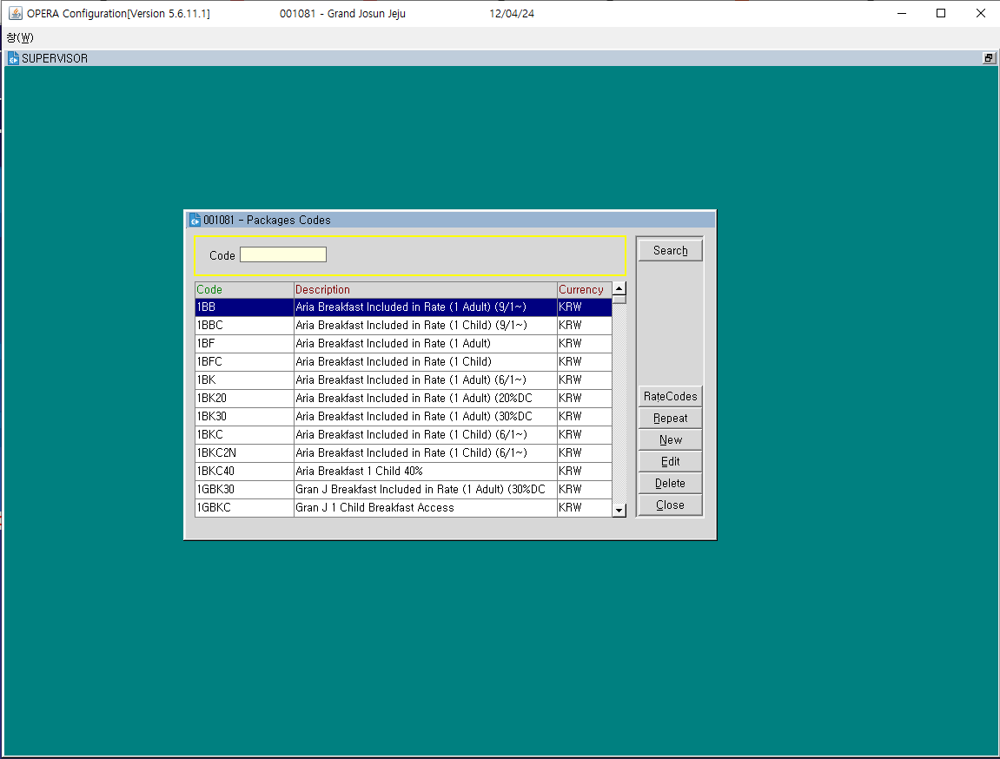 OPERA Configuration[Version 5.6.11.1] 001081 - Grand Josun Jeju 12/04/24
창(W)
SUPERVISOR
001081 - Packages Codes
Code
Search
Code Description Currency
1BB Aria Breakfast Included in Rate (1 Adult) (9/1~) KRW
1BBC Aria Breakfast Included in Rate (1 Child) (9/1~) KRW
1BF Aria Breakfast Included in Rate (1 Adult) KRW
1BFC Aria Breakfast Included in Rate (1 Child) KRW
1BK Aria Breakfast Included in Rate (1 Adult) (6/1~) KRW
1BK20 Aria Breakfast Included in Rate (1 Adult) (20%DC KRW
1BK30 Aria Breakfast Included in Rate (1 Adult) (30%DC KRW
1BKC Aria Breakfast Included in Rate (1 Child) (6/1~) KRW
1BKC2N Aria Breakfast Included in Rate (1 Child) (6/1~) KRW
1BKC40 Aria Breakfast 1 Child 40% KRW
1GBK30 Gran J Breakfast Included in Rate (1 Adult) (30%DC KRW
1GBKC Gran J 1 Child Breakfast Access KRW
RateCodes
Repeat
New
Edit
Delete
Close